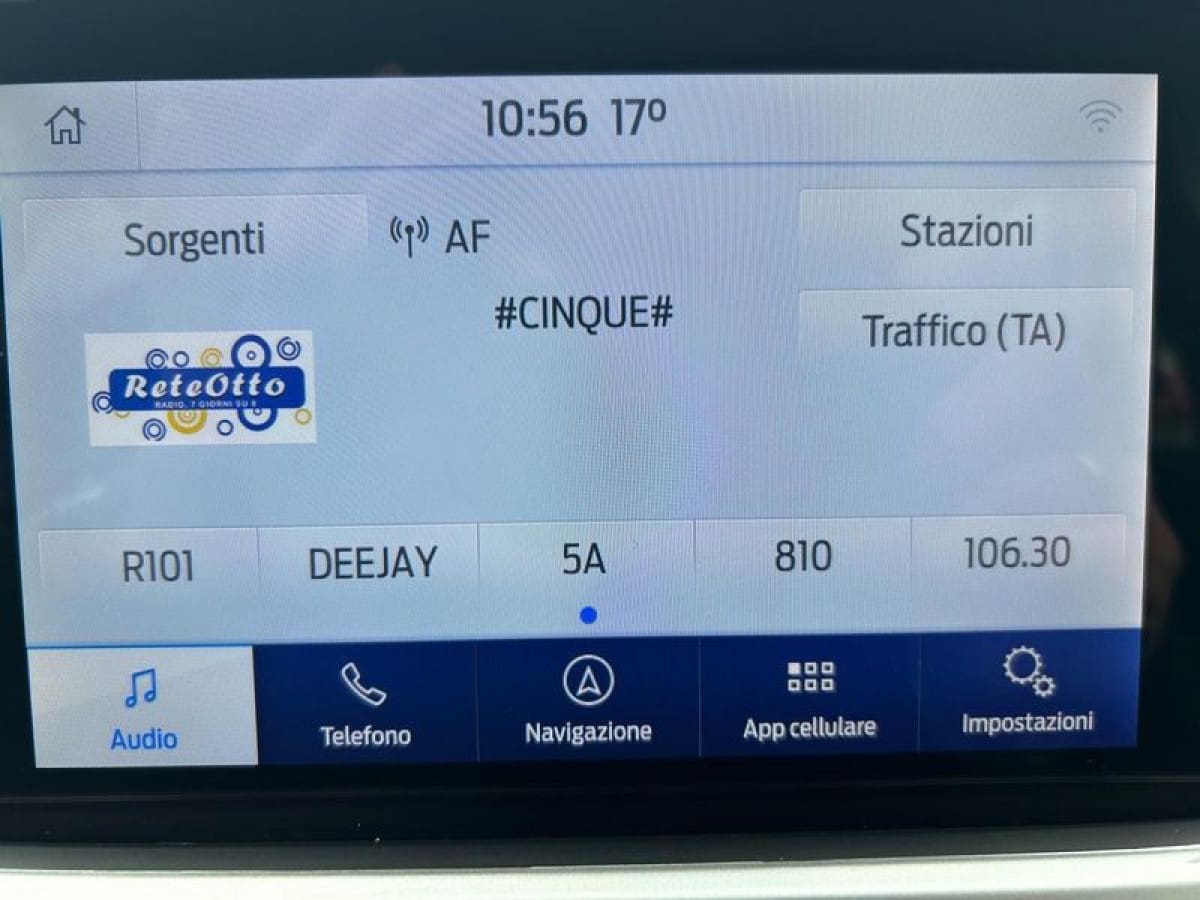 10:56 17º
Sorgenti
AF
Stazioni
#CINQUE#
Traffico (TA)
ReteOtto
RADIO, 7 GIORNI SU 8
R101
DEEJAY
5A
810
106.30
Audio
Telefono
Navigazione
App cellulare
Impostazioni